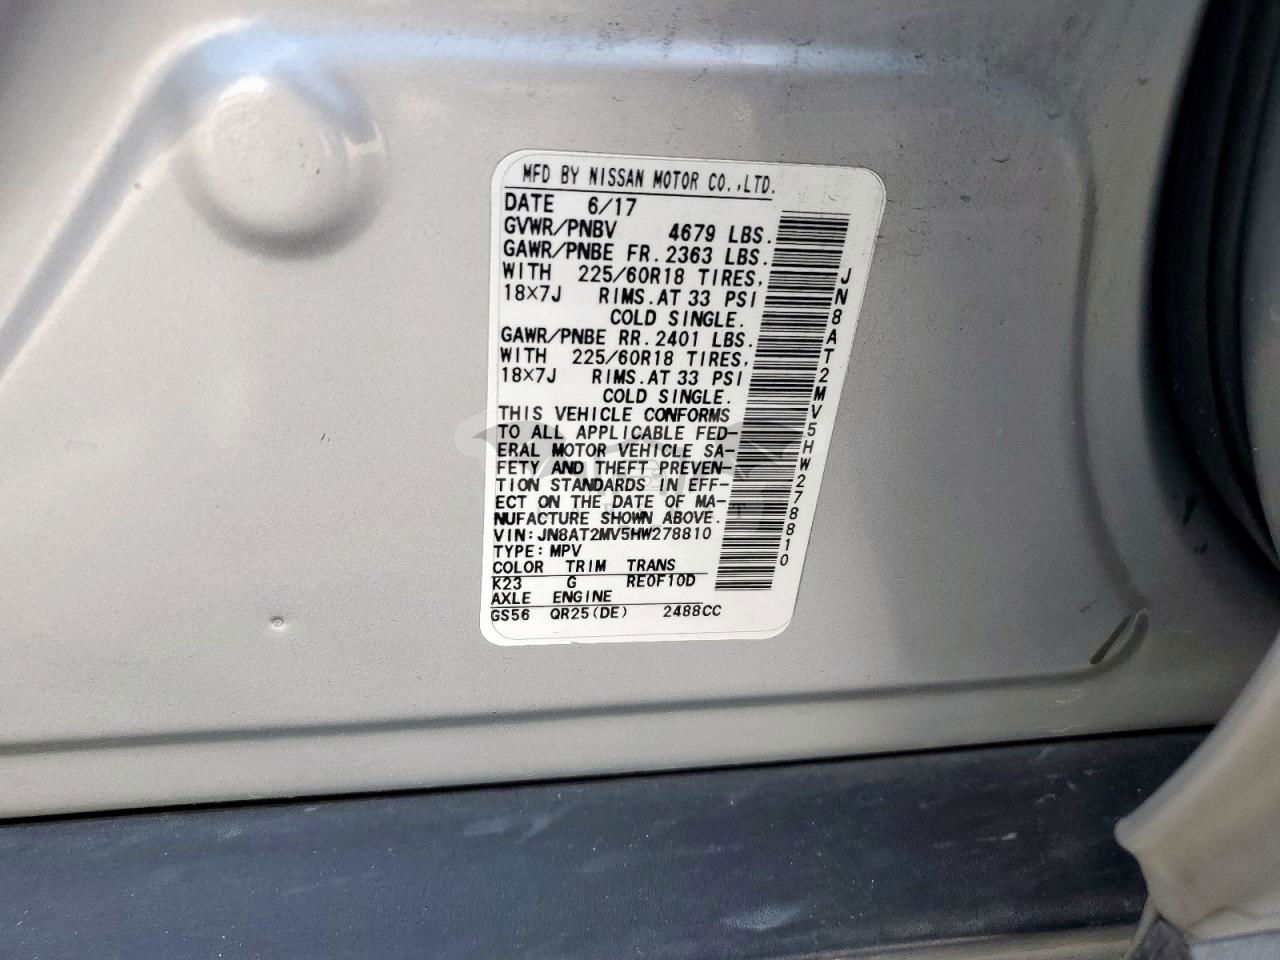 MFD BY NISSAN MOTOR CO.,LTD.
DATE 6/17
GVWR/PNBV 4679 LBS.
GAWR/PNBE FR. 2363 LBS.
WITH 225/60R18 TIRES,
18×7J RIMS. AT 33 PSI
COLD SINGLE.
GAWR/PNBE RR. 2401 LBS.
WITH 225/60R18 TIRES,
18×7J RIMS. AT 33 PSI
COLD SINGLE.
THIS VEHICLE CONFORMS
TO ALL APPLICABLE FED-
ERAL MOTOR VEHICLE SA-
FETY AND THEFT PREVEN-
TION STANDARDS IN EFF-
ECT ON THE DATE OF MA-
NUFACTURE SHOWN ABOVE.
VIN: JN8AT2MV5HW278810
TYPE: MPV
COLOR TRIM TRANS
K23 G RE0F10D
AXLE ENGINE
GS56 QR25(DE) 2488CC
JN8AT2MV5HW278810